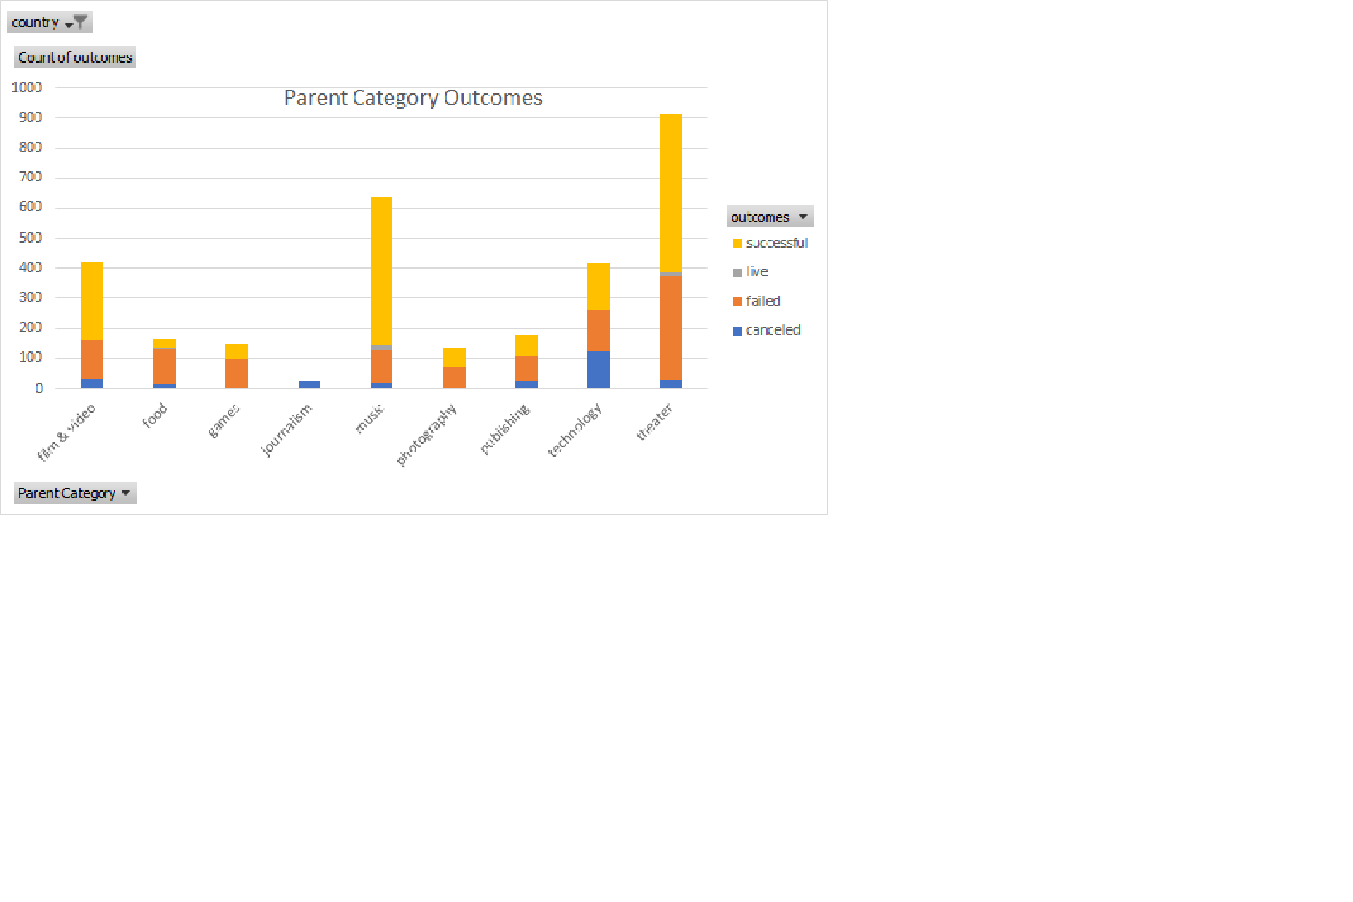 country
Count of outcomes
Parent Category Outcomes
1000
900
800
700
600
500
400
300
200
100
0
film & video
food
games
journalism
music
photography
publishing
technology
theater
outcomes
successful
live
failed
canceled
Parent Category